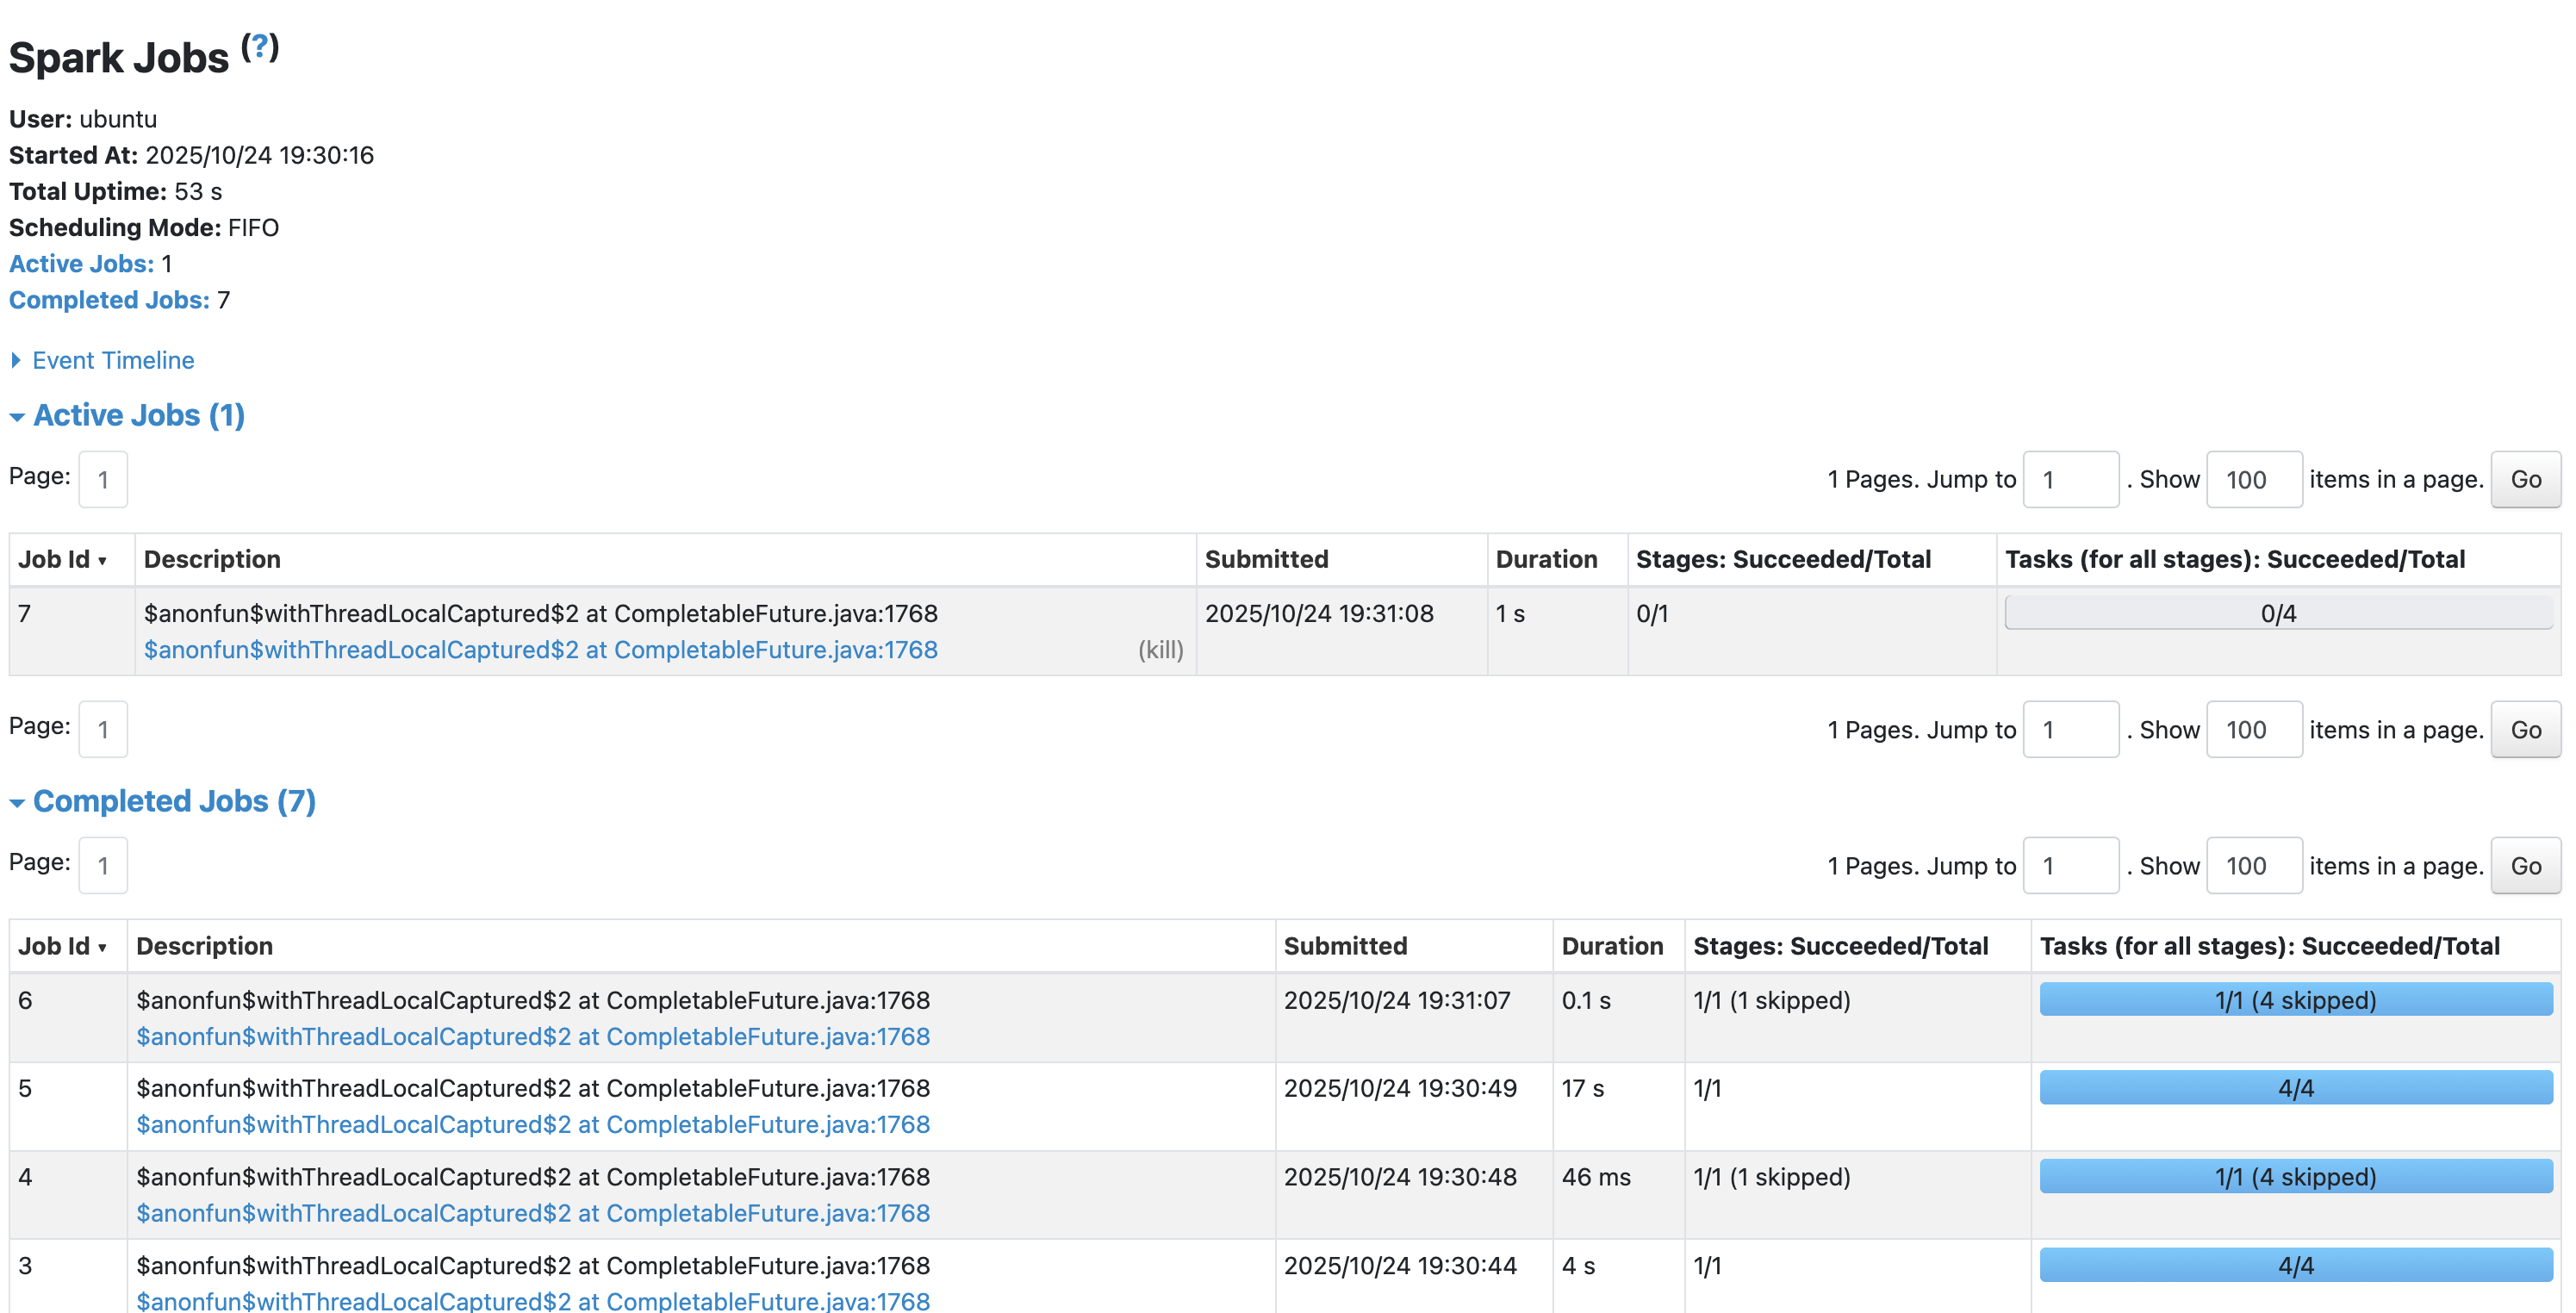 Spark Jobs (?)
User: ubuntu
Started At: 2025/10/24 19:30:16
Total Uptime: 53 s
Scheduling Mode: FIFO
Active Jobs: 1
Completed Jobs: 7
Event Timeline
Active Jobs (1)
Page: 1 1 Pages. Jump to 1 . Show 100 items in a page. Go
Job Id ▾ Description Submitted Duration Stages: Succeeded/Total Tasks (for all stages): Succeeded/Total
7 $anonfun$withThreadLocalCaptured$2 at CompletableFuture.java:1768 2025/10/24 19:31:08 1 s 0/1 0/4
$anonfun$withThreadLocalCaptured$2 at CompletableFuture.java:1768 (kill)
Page: 1 1 Pages. Jump to 1 . Show 100 items in a page. Go
Completed Jobs (7)
Page: 1 1 Pages. Jump to 1 . Show 100 items in a page. Go
Job Id ▾ Description Submitted Duration Stages: Succeeded/Total Tasks (for all stages): Succeeded/Total
6 $anonfun$withThreadLocalCaptured$2 at CompletableFuture.java:1768 2025/10/24 19:31:07 0.1 s 1/1 (1 skipped) 1/1 (4 skipped)
$anonfun$withThreadLocalCaptured$2 at CompletableFuture.java:1768
5 $anonfun$withThreadLocalCaptured$2 at CompletableFuture.java:1768 2025/10/24 19:30:49 17 s 1/1 4/4
$anonfun$withThreadLocalCaptured$2 at CompletableFuture.java:1768
4 $anonfun$withThreadLocalCaptured$2 at CompletableFuture.java:1768 2025/10/24 19:30:48 46 ms 1/1 (1 skipped) 1/1 (4 skipped)
$anonfun$withThreadLocalCaptured$2 at CompletableFuture.java:1768
3 $anonfun$withThreadLocalCaptured$2 at CompletableFuture.java:1768 2025/10/24 19:30:44 4 s 1/1 4/4
$anonfun$withThreadLocalCaptured$2 at CompletableFuture.java:1768